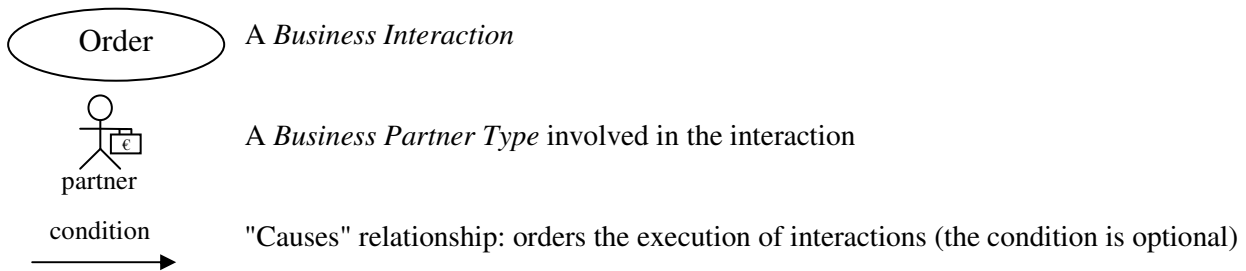 Order A Business Interaction
€ A Business Partner Type involved in the interaction
partner
condition "Causes" relationship: orders the execution of interactions (the condition is optional)